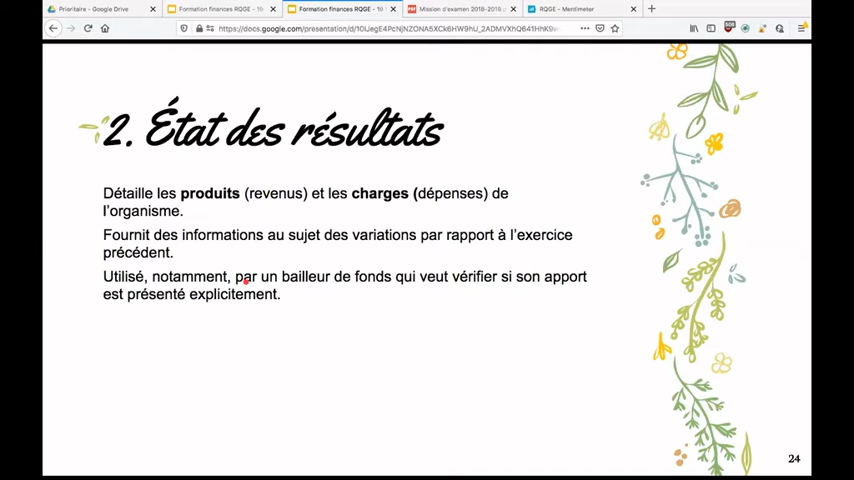 Prioritaire - Google Drive
Formation finances RQGE - 10
Formation finances RQGE - 10
Mission d'examen 2018-2019
RQGE - Mentimeter
2. État des résultats
Détaille les produits (revenus) et les charges (dépenses) de
l'organisme.
Fournit des informations au sujet des variations par rapport à l'exercice
précédent.
Utilisé, notamment, par un bailleur de fonds qui veut vérifier si son apport
est présenté explicitement.
24